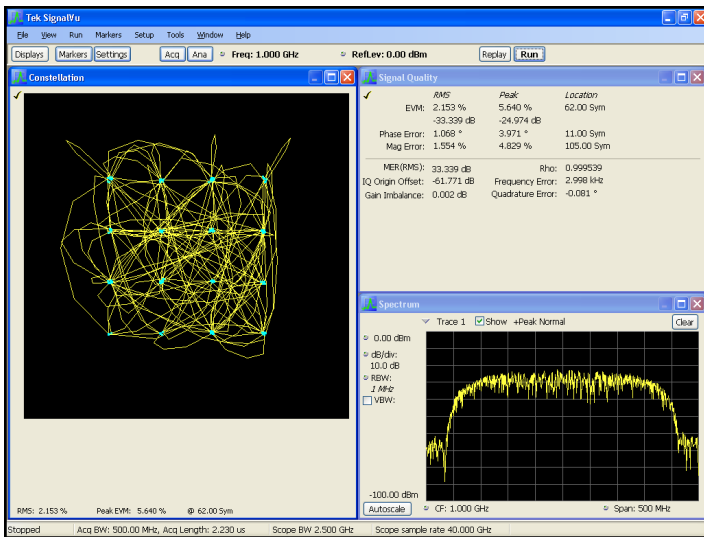 Tek SignalVu
File View Run Markers Setup Tools Window Help
Displays Markers Settings Acq Ana Freq: 1.000 GHz RefLev: 0.00 dBm Replay Run
Constellation
RMS: 2.153 % Peak EVM: 5.640 % @ 62.00 Sym
Signal Quality
RMS Peak Location
EVM: 2.153 % 5.640 % 62.00 Sym
-33.339 dB -24.974 dB
Phase Error: 1.068 ° 3.971 ° 11.00 Sym
Mag Error: 1.554 % 4.829 % 105.00 Sym
MER(RMS): 33.339 dB Rho: 0.999539
IQ Origin Offset: -61.771 dB Frequency Error: 2.998 kHz
Gain Imbalance: 0.002 dB Quadrature Error: -0.081 °
Spectrum
Trace 1 Show +Peak Normal Clear
0.00 dBm
dB/div:
10.0 dB
RBW:
1 MHz
VBW:
-100.00 dBm
Autoscale CF: 1.000 GHz Span: 500 MHz
Stopped Acq BW: 500.00 MHz, Acq Length: 2.230 us Scope BW 2.500 GHz Scope sample rate 40.000 GHz